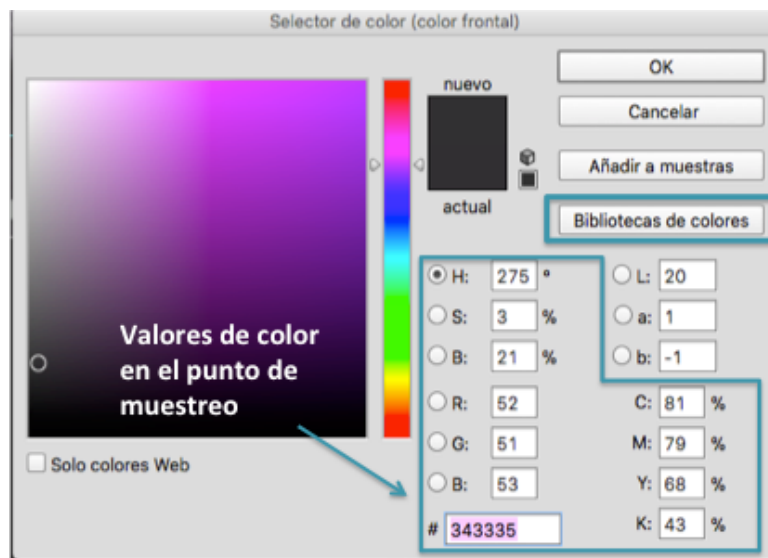 Selector de color (color frontal)
nuevo
actual
OK
Cancelar
Añadir a muestras
Bibliotecas de colores
Valores de color
en el punto de
muestreo
Solo colores Web
H: 275 º
S: 3 %
B: 21 %
R: 52
G: 51
B: 53
# 343335
L: 20
a: 1
b: -1
C: 81 %
M: 79 %
Y: 68 %
K: 43 %